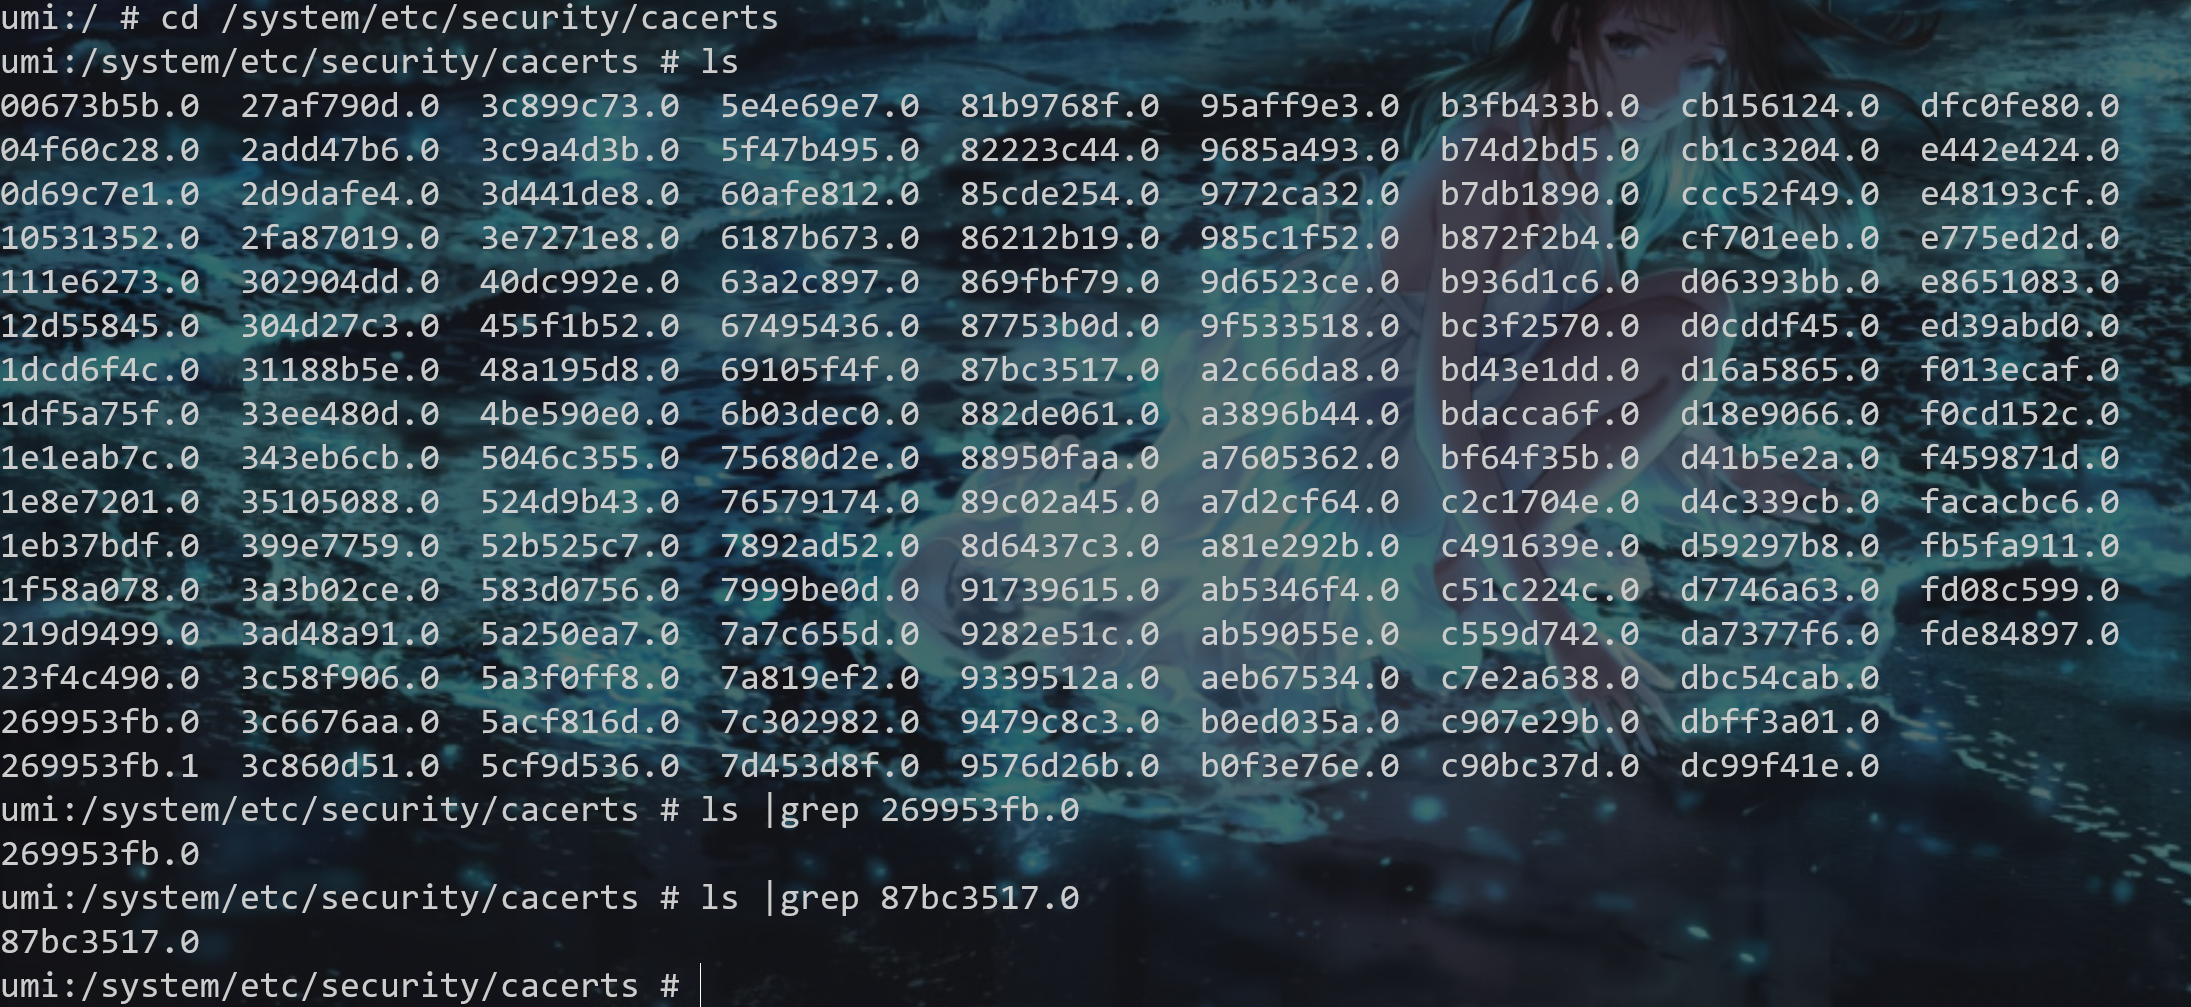 umi:/ # cd /system/etc/security/cacerts
umi:/system/etc/security/cacerts # ls
00673b5b.0  27af790d.0  3c899c73.0  5e4e69e7.0  81b9768f.0  95aff9e3.0  b3fb433b.0  cb156124.0  dfc0fe80.0
04f60c28.0  2add47b6.0  3c9a4d3b.0  5f47b495.0  82223c44.0  9685a493.0  b74d2bd5.0  cb1c3204.0  e442e424.0
0d69c7e1.0  2d9dafe4.0  3d441de8.0  60afe812.0  85cde254.0  9772ca32.0  b7db1890.0  ccc52f49.0  e48193cf.0
10531352.0  2fa87019.0  3e7271e8.0  6187b673.0  86212b19.0  985c1f52.0  b872f2b4.0  cf701eeb.0  e775ed2d.0
111e6273.0  302904dd.0  40dc992e.0  63a2c897.0  869fbf79.0  9d6523ce.0  b936d1c6.0  d06393bb.0  e8651083.0
12d55845.0  304d27c3.0  455f1b52.0  67495436.0  87753b0d.0  9f533518.0  bc3f2570.0  d0cddf45.0  ed39abd0.0
1dcd6f4c.0  31188b5e.0  48a195d8.0  69105f4f.0  87bc3517.0  a2c66da8.0  bd43e1dd.0  d16a5865.0  f013ecaf.0
1df5a75f.0  33ee480d.0  4be590e0.0  6b03dec0.0  882de061.0  a3896b44.0  bdacca6f.0  d18e9066.0  f0cd152c.0
1e1eab7c.0  343eb6cb.0  5046c355.0  75680d2e.0  88950faa.0  a7605362.0  bf64f35b.0  d41b5e2a.0  f459871d.0
1e8e7201.0  35105088.0  524d9b43.0  76579174.0  89c02a45.0  a7d2cf64.0  c2c1704e.0  d4c339cb.0  facacbc6.0
1eb37bdf.0  399e7759.0  52b525c7.0  7892ad52.0  8d6437c3.0  a81e292b.0  c491639e.0  d59297b8.0  fb5fa911.0
1f58a078.0  3a3b02ce.0  583d0756.0  7999be0d.0  91739615.0  ab5346f4.0  c51c224c.0  d7746a63.0  fd08c599.0
219d9499.0  3ad48a91.0  5a250ea7.0  7a7c655d.0  9282e51c.0  ab59055e.0  c559d742.0  da7377f6.0  fde84897.0
23f4c490.0  3c58f906.0  5a3f0ff8.0  7a819ef2.0  9339512a.0  aeb67534.0  c7e2a638.0  dbc54cab.0
269953fb.0  3c6676aa.0  5acf816d.0  7c302982.0  9479c8c3.0  b0ed035a.0  c907e29b.0  dbff3a01.0
269953fb.1  3c860d51.0  5cf9d536.0  7d453d8f.0  9576d26b.0  b0f3e76e.0  c90bc37d.0  dc99f41e.0
umi:/system/etc/security/cacerts # ls |grep 269953fb.0
269953fb.0
umi:/system/etc/security/cacerts # ls |grep 87bc3517.0
87bc3517.0
umi:/system/etc/security/cacerts #